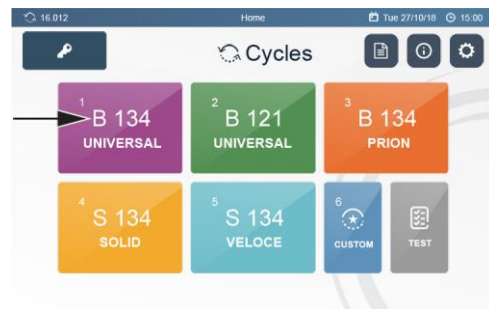 16.012 Home Tue 27/10/18 15:00
Cycles
1
B 134
UNIVERSAL
2
B 121
UNIVERSAL
3
B 134
PRION
4
S 134
SOLID
5
S 134
VELOCE
6
CUSTOM
TEST